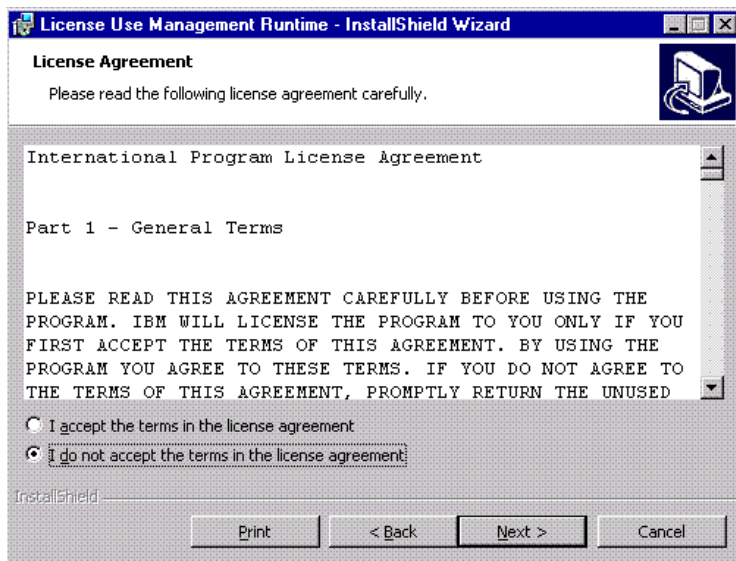 License Use Management Runtime - InstallShield Wizard
License Agreement
Please read the following license agreement carefully.
International Program License Agreement
Part 1 - General Terms
PLEASE READ THIS AGREEMENT CAREFULLY BEFORE USING THE
PROGRAM. IBM WILL LICENSE THE PROGRAM TO YOU ONLY IF YOU
FIRST ACCEPT THE TERMS OF THIS AGREEMENT. BY USING THE
PROGRAM YOU AGREE TO THESE TERMS. IF YOU DO NOT AGREE TO
THE TERMS OF THIS AGREEMENT, PROMPTLY RETURN THE UNUSED
I accept the terms in the license agreement
I do not accept the terms in the license agreement
InstallShield
Print < Back Next > Cancel